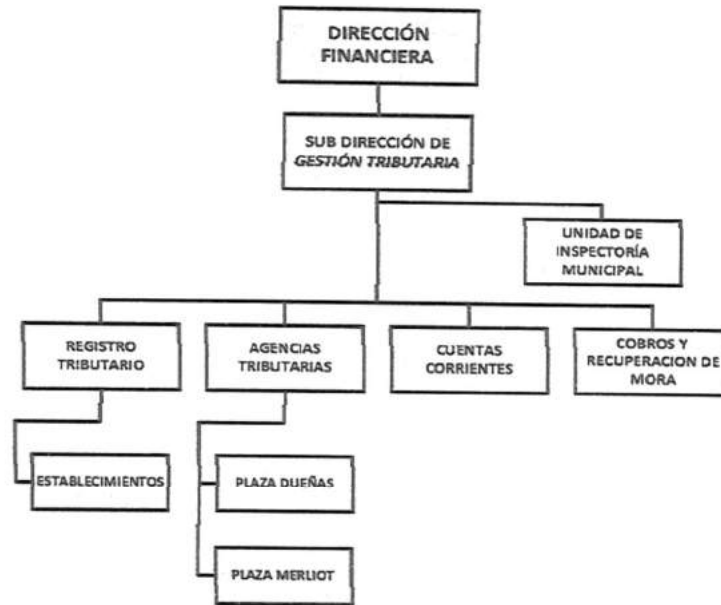 DIRECCIÓN
FINANCIERA
SUB DIRECCIÓN DE
GESTIÓN TRIBUTARIA
UNIDAD DE
INSPECTORÍA
MUNICIPAL
REGISTRO
TRIBUTARIO
AGENCIAS
TRIBUTARIAS
CUENTAS
CORRIENTES
COBROS Y
RECUPERACION DE
MORA
ESTABLECIMIENTOS
PLAZA DUEÑAS
PLAZA MERLIOT